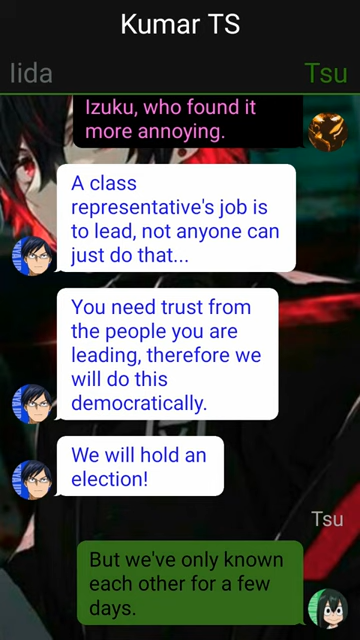 Kumar TS
Iida
Tsu
Izuku, who found it
more annoying.
A class
representative's job is
to lead, not anyone can
just do that...
You need trust from
the people you are
leading, therefore we
will do this
democratically.
We will hold an
election!
Tsu
But we've only known
each other for a few
days.